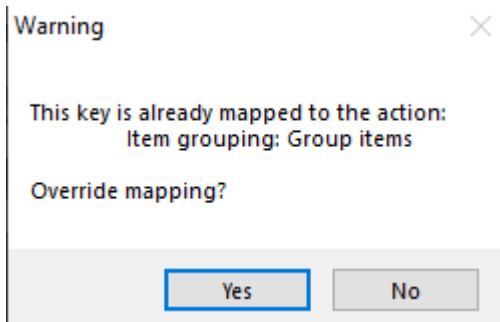 Warning
This key is already mapped to the action:
Item grouping: Group items
Override mapping?
Yes No